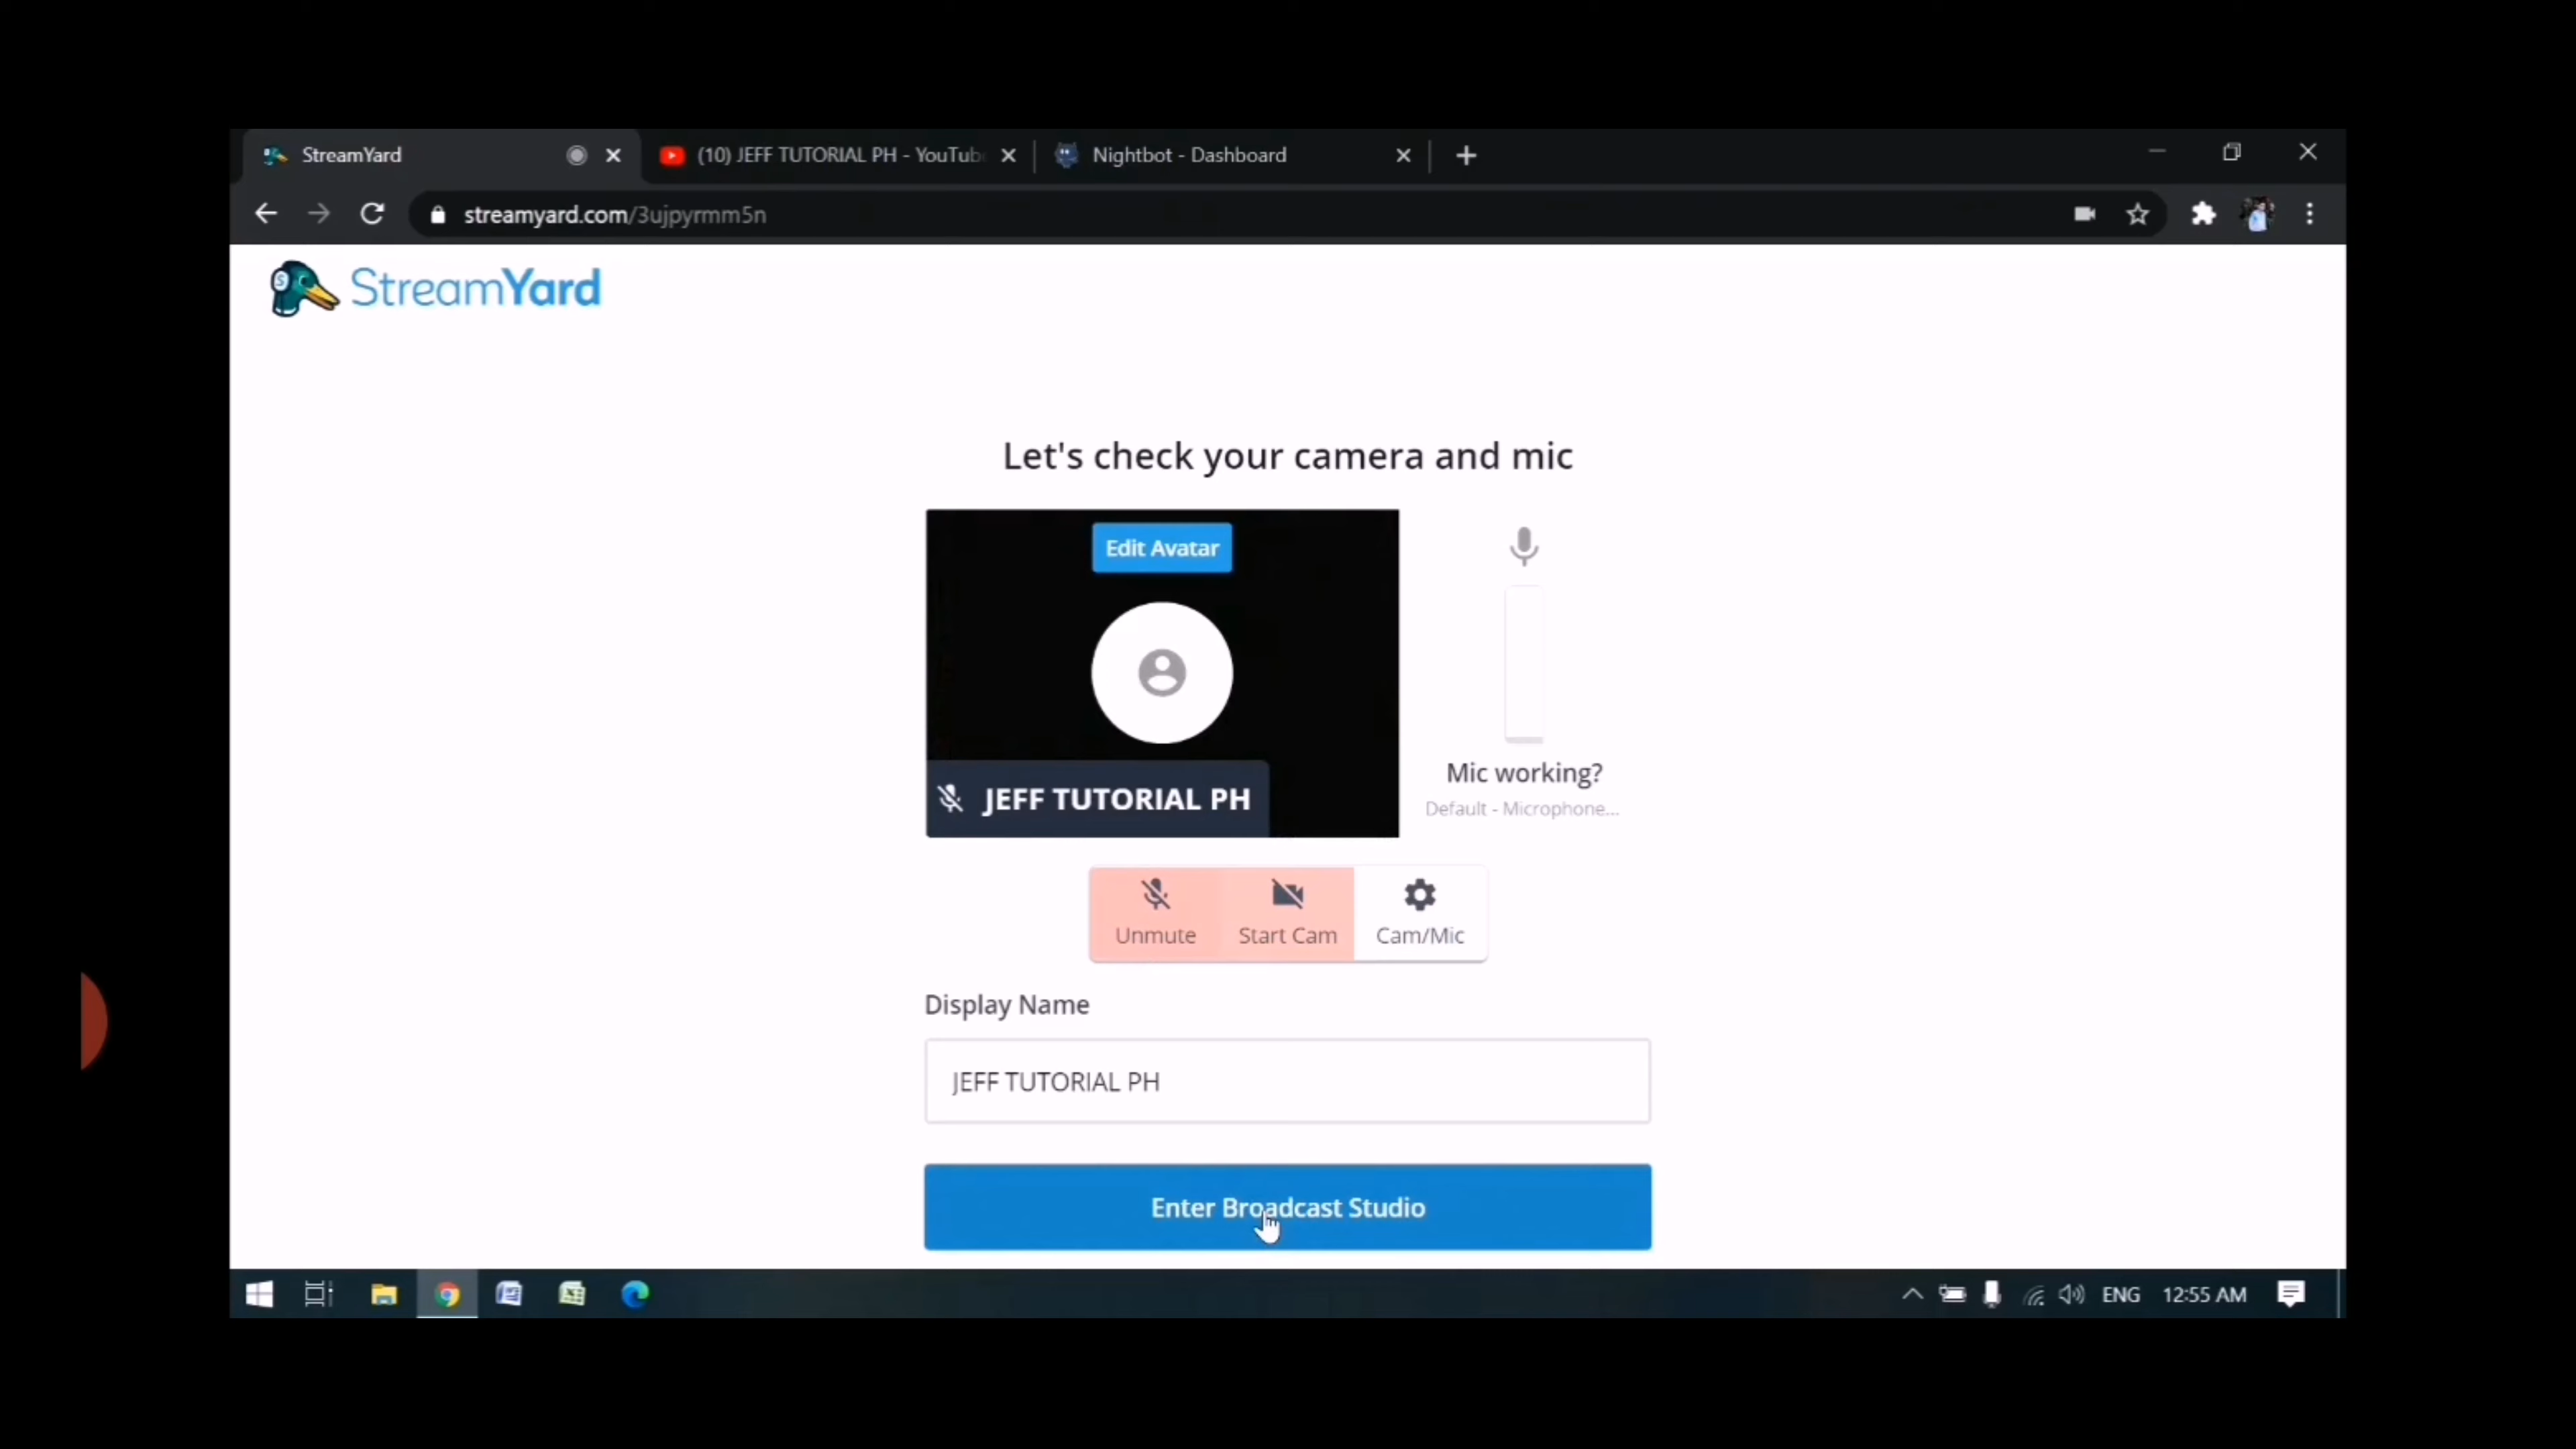 StreamYard
(10) JEFF TUTORIAL PH - YouTub
Nightbot - Dashboard
streamyard.com/3ujpyrmm5n
StreamYard
Let's check your camera and mic
Edit Avatar
JEFF TUTORIAL PH
Mic working?
Default - Microphone...
Unmute
Start Cam
Cam/Mic
Display Name
JEFF TUTORIAL PH
Enter Broadcast Studio
ENG
12:55 AM